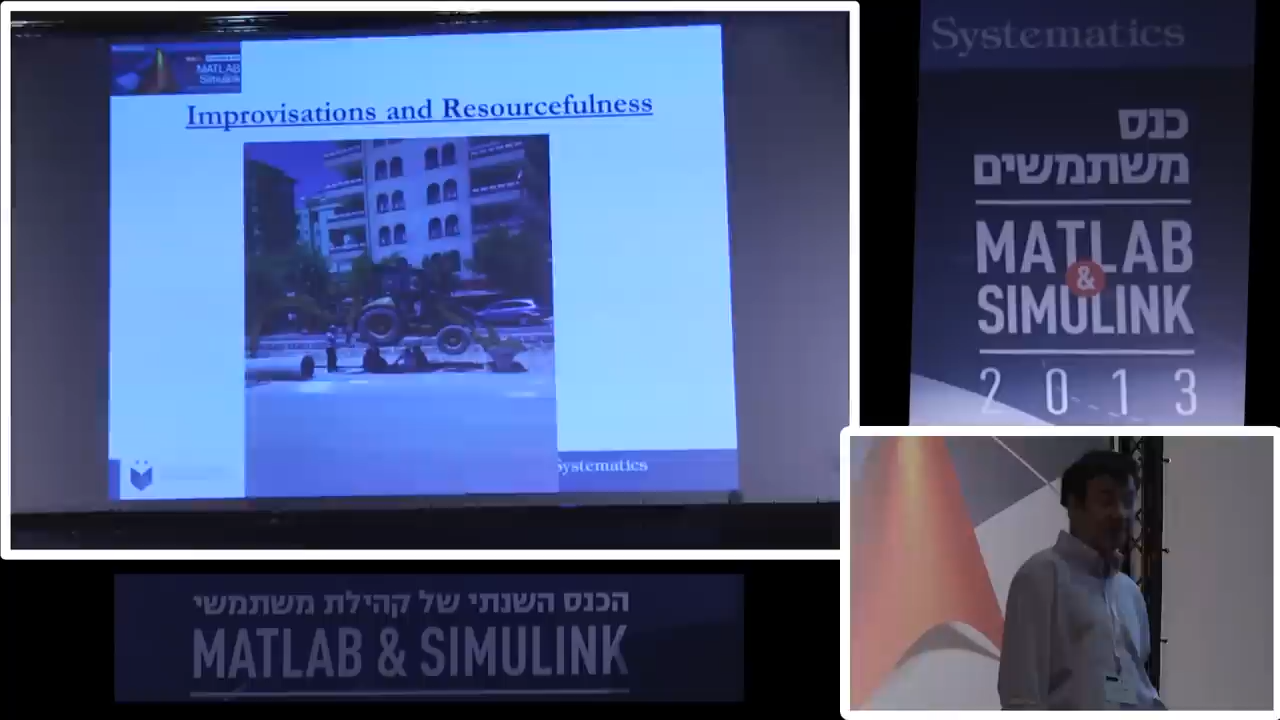 MATLAB
Simulink
Improvisations and Resourcefulness
Systematics
Systematics
כנס
משתמשים
MATLAB
&
SIMULINK
2013
הכנס השנתי של קהילת משתמשי
MATLAB & SIMULINK